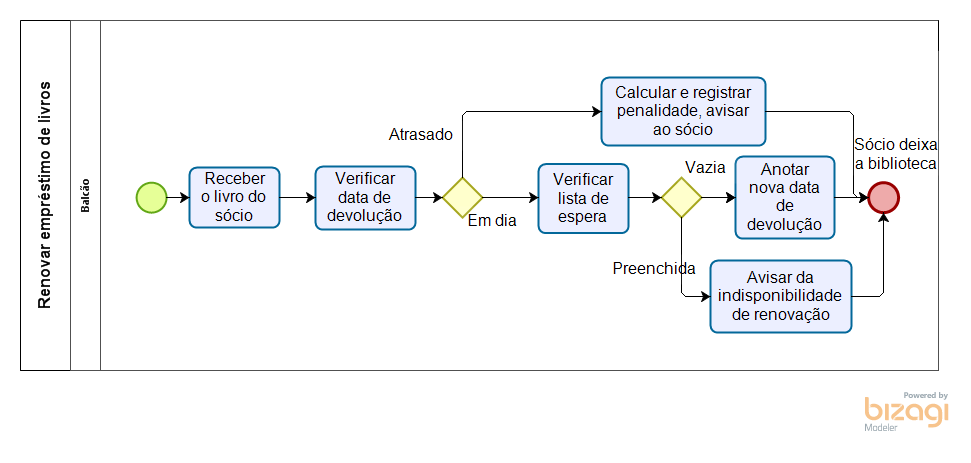 Renovar empréstimo de livros
Balcão
Receber
o livro do
sócio
Verificar
data de
devolução
Atrasado
Em dia
Calcular e registrar
penalidade, avisar
ao sócio
Verificar
lista de
espera
Vazia
Preenchida
Anotar
nova data
de
devolução
Avisar da
indisponibilidade
de renovação
Sócio deixa
a biblioteca
Powered by
bizagi
Modeler